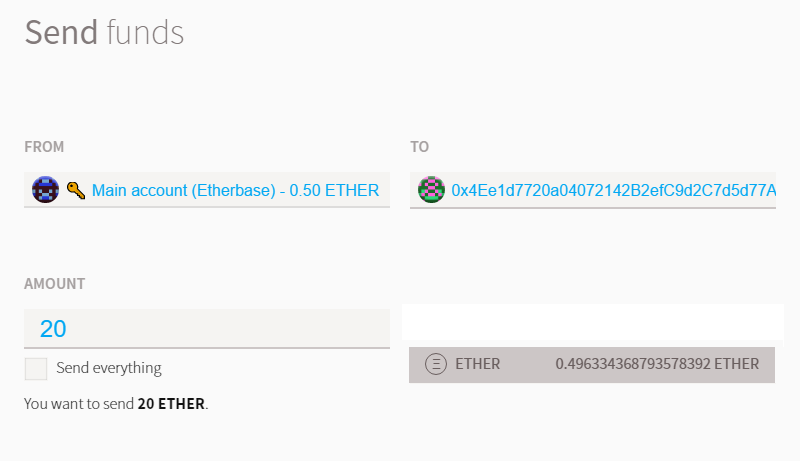 Send funds
FROM
TO
Main account (Etherbase) - 0.50 ETHER
0x4Ee1d7720a04072142B2efC9d2C7d5d77A
AMOUNT
20
Send everything
Ξ ETHER 0.496334368793578392 ETHER
You want to send 20 ETHER.